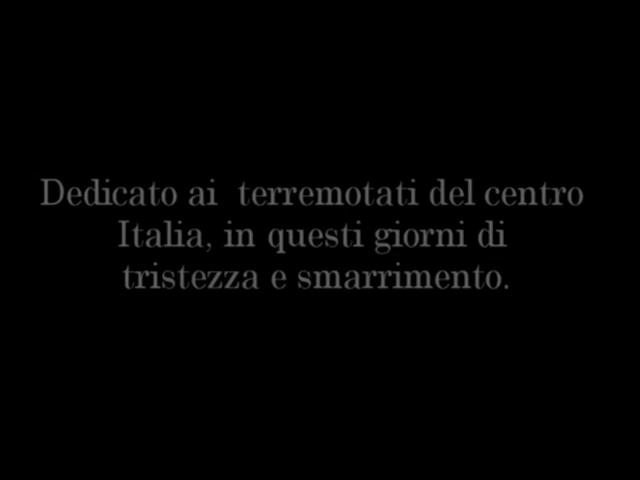 Dedicato ai  terremotati del centro
Italia, in questi giorni di
tristezza e smarrimento.